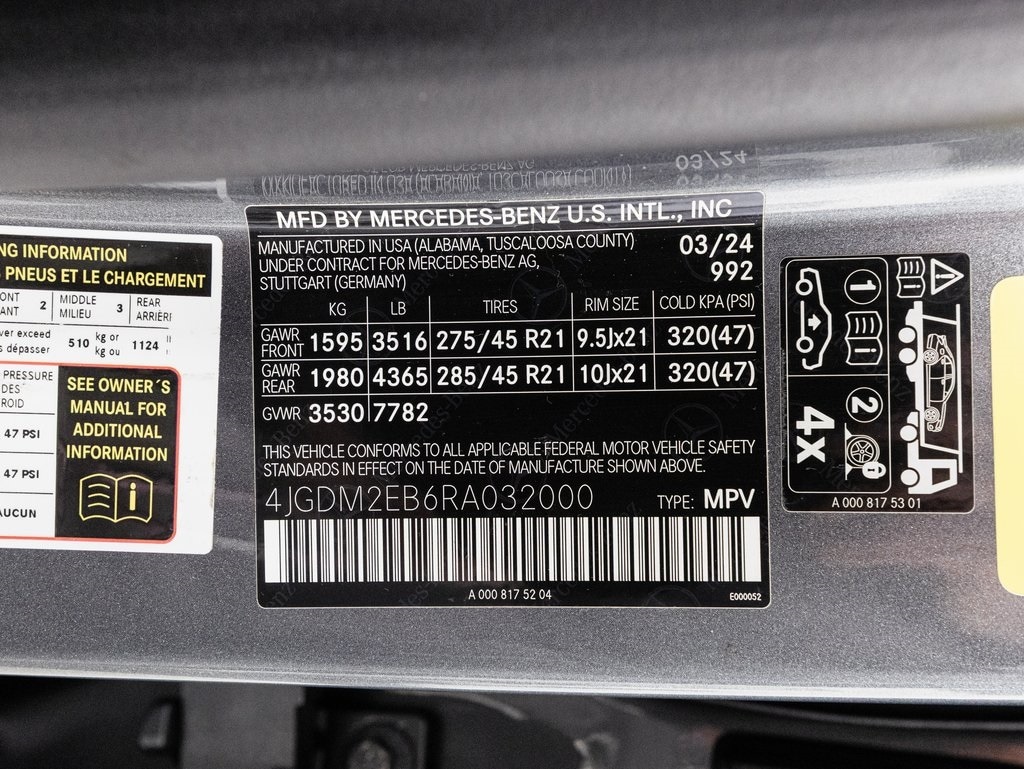 NG INFORMATION
PNEUS ET LE CHARGEMENT
ONT 2 MIDDLE 3 REAR
ANT MILIEU ARRIÈR
ver exceed 510 kg or 1124
dépasser kg ou
PRESSURE
DES
ROID
47 PSI
47 PSI
AUCUN
SEE OWNER´S
MANUAL FOR
ADDITIONAL
INFORMATION
MFD BY MERCEDES-BENZ U.S. INTL., INC
MANUFACTURED IN USA (ALABAMA, TUSCALOOSA COUNTY) 03/24
UNDER CONTRACT FOR MERCEDES-BENZ AG, 992
STUTTGART (GERMANY)
KG LB TIRES RIM SIZE COLD KPA (PSI)
GAWR FRONT 1595 3516 275/45 R21 9.5Jx21 320(47)
GAWR REAR 1980 4365 285/45 R21 10Jx21 320(47)
GVWR 3530 7782
THIS VEHICLE CONFORMS TO ALL APPLICABLE FEDERAL MOTOR VEHICLE SAFETY
STANDARDS IN EFFECT ON THE DATE OF MANUFACTURE SHOWN ABOVE.
4JGDM2EB6RA032000 TYPE: MPV
A 000 817 52 04 E000052
1
2
4x
A 000 817 53 01